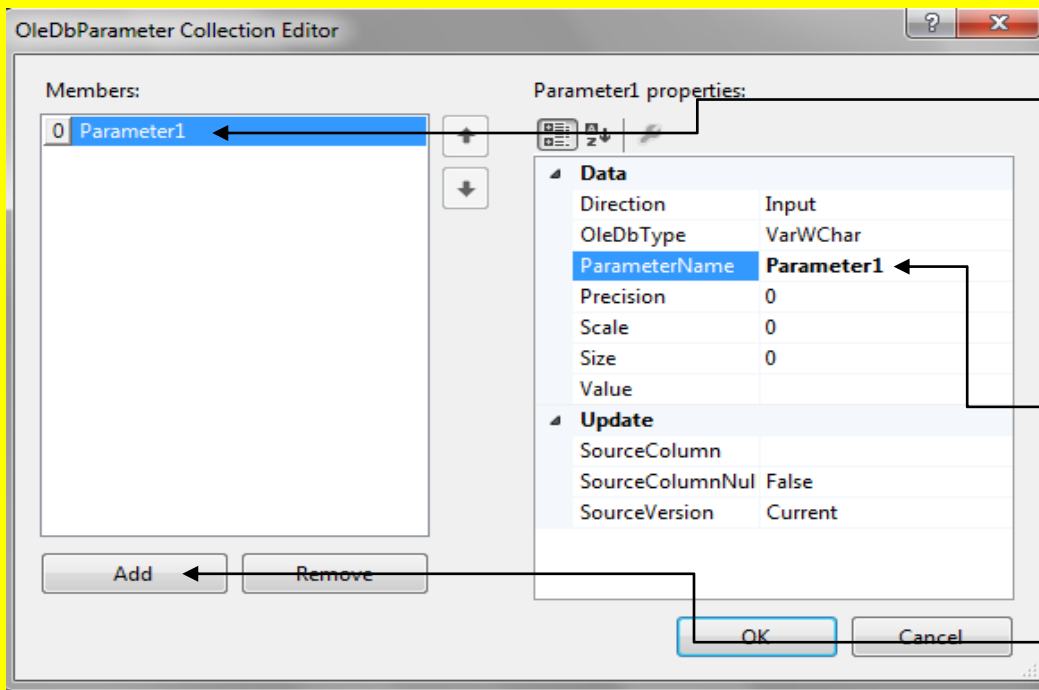 OleDbParameter Collection Editor
Members:
0 Parameter1
Parameter1 properties:
Data
Direction Input
OleDbType VarWChar
ParameterName Parameter1
Precision 0
Scale 0
Size 0
Value
Update
SourceColumn
SourceColumnNul False
SourceVersion Current
Add Remove
OK Cancel